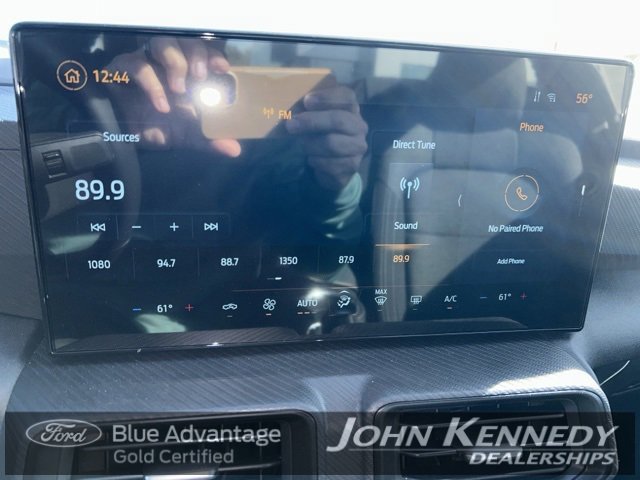 12:44
56°
FM
Sources
Direct Tune
Phone
89.9
Sound
No Paired Phone
1080 94.7 88.7 1350 87.9 89.9
Add Phone
− 61° + AUTO MAX A/C − 61° +
Ford Blue Advantage
Gold Certified
JOHN KENNEDY
DEALERSHIPS